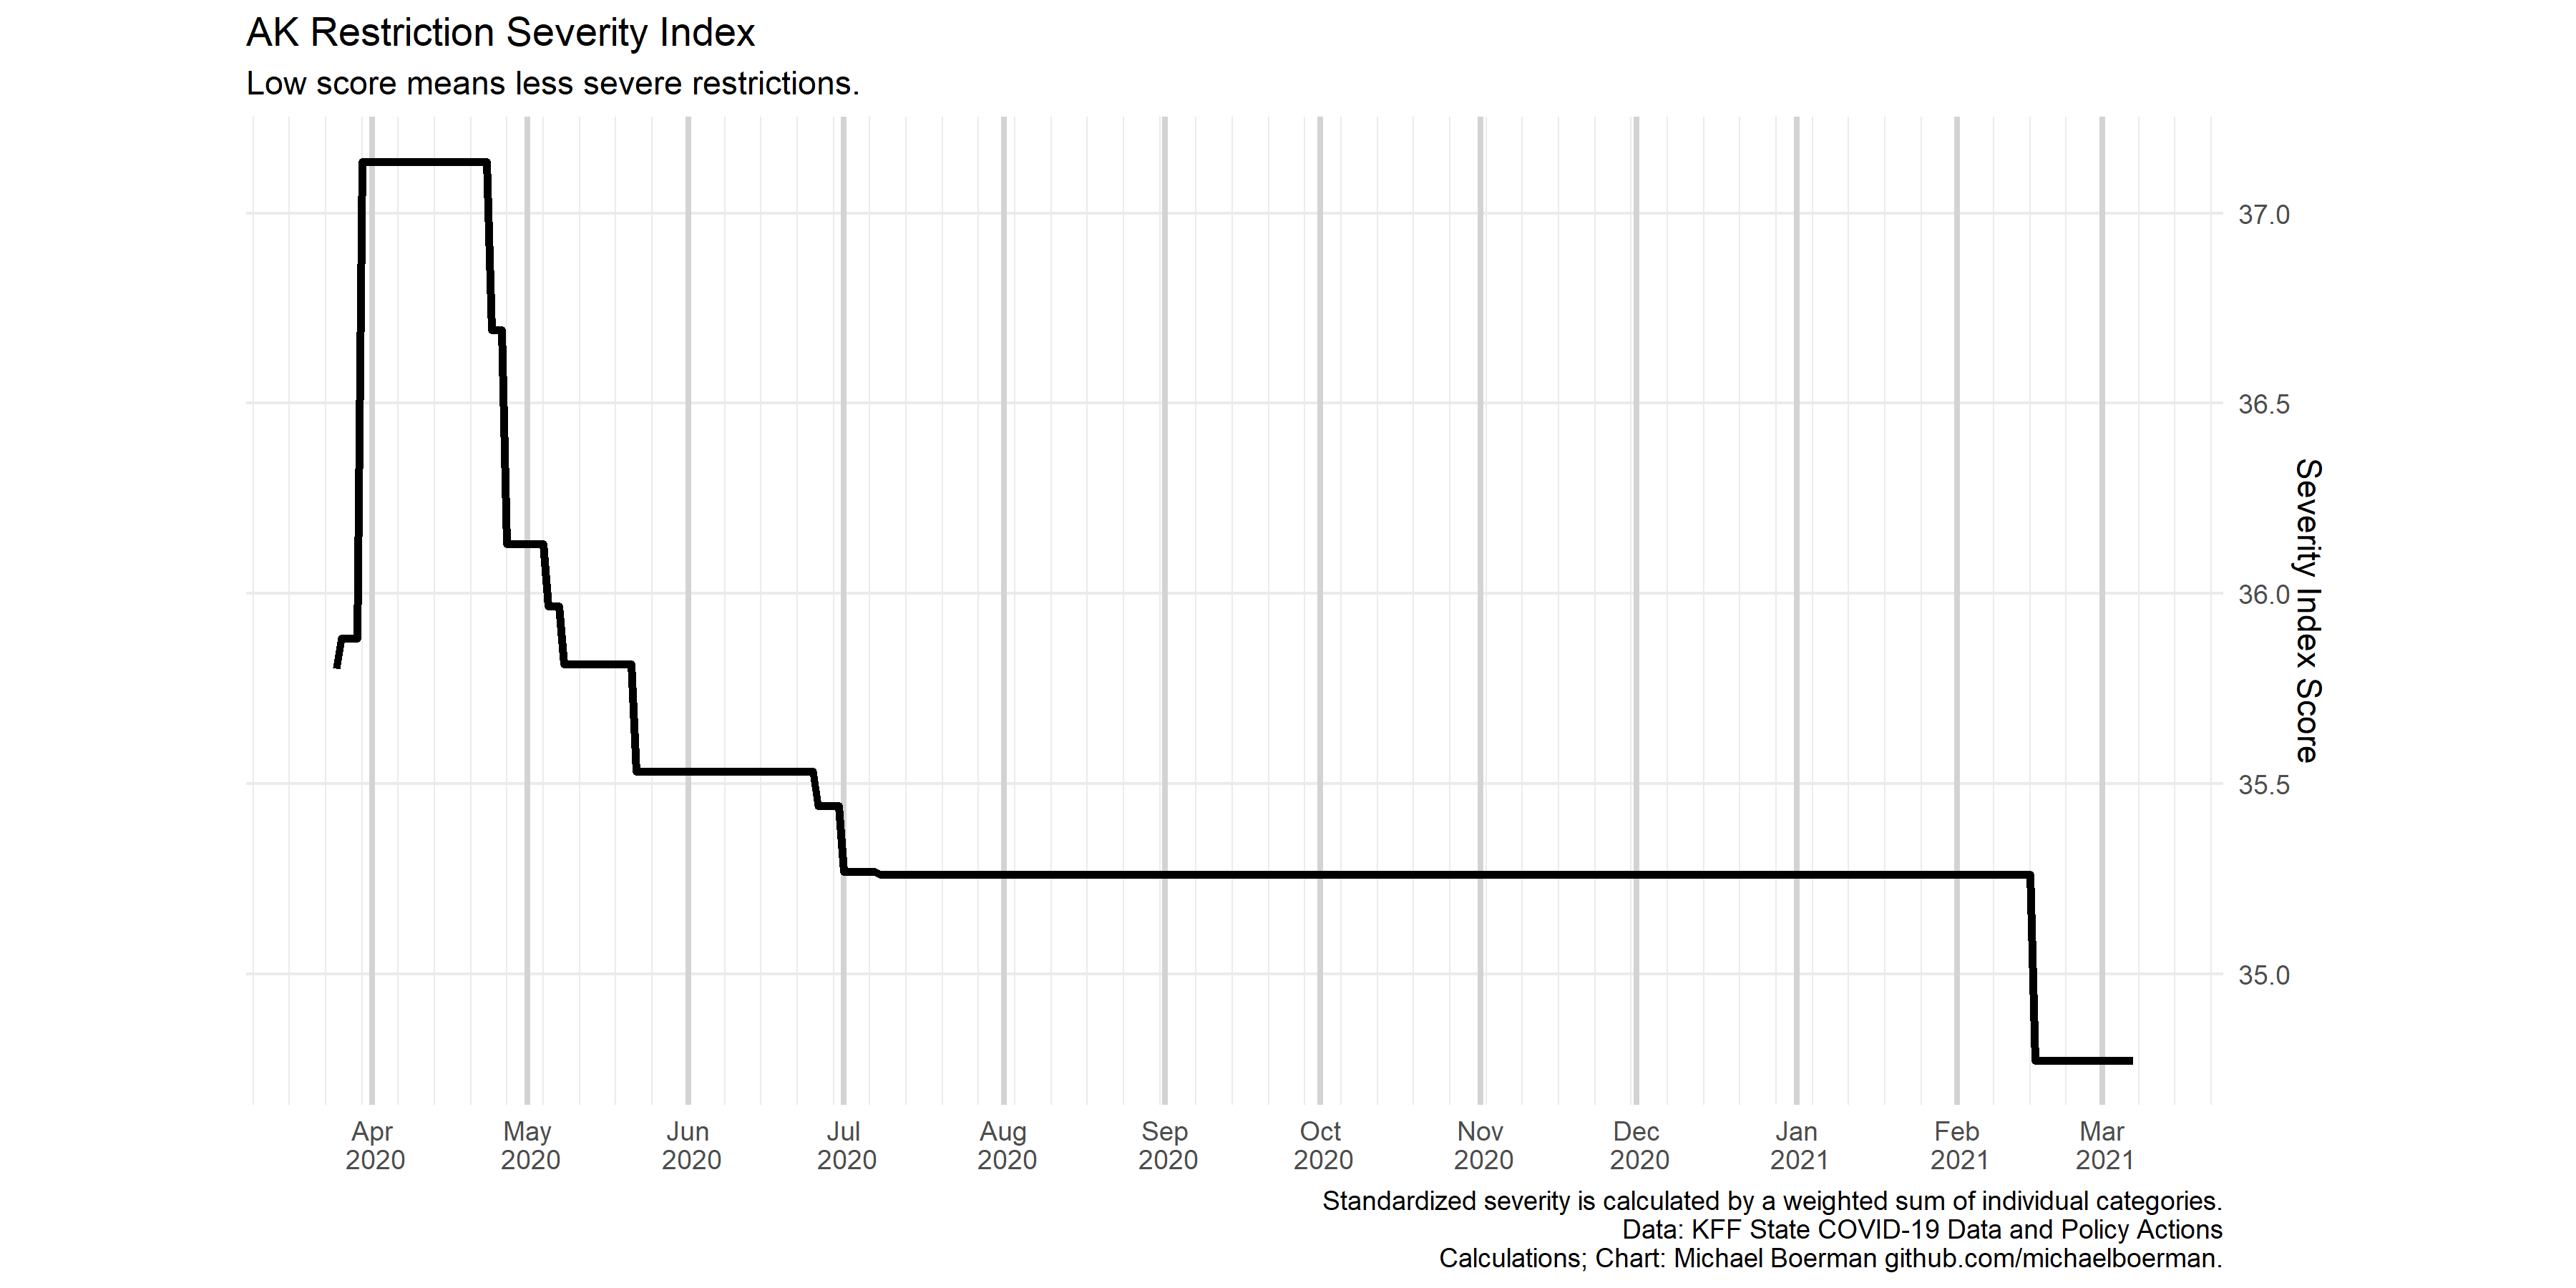 AK Restriction Severity Index
Low score means less severe restrictions.
37.0
36.5
36.0
35.5
35.0
Severity Index Score
Apr 2020
May 2020
Jun 2020
Jul 2020
Aug 2020
Sep 2020
Oct 2020
Nov 2020
Dec 2020
Jan 2021
Feb 2021
Mar 2021
Standardized severity is calculated by a weighted sum of individual categories.
Data: KFF State COVID-19 Data and Policy Actions
Calculations; Chart: Michael Boerman github.com/michaelboerman.